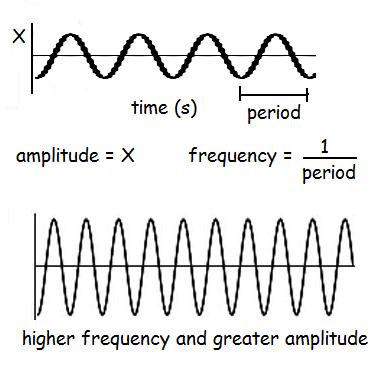 X
time (s)
period
amplitude = X
frequency = 1
period
higher frequency and greater amplitude